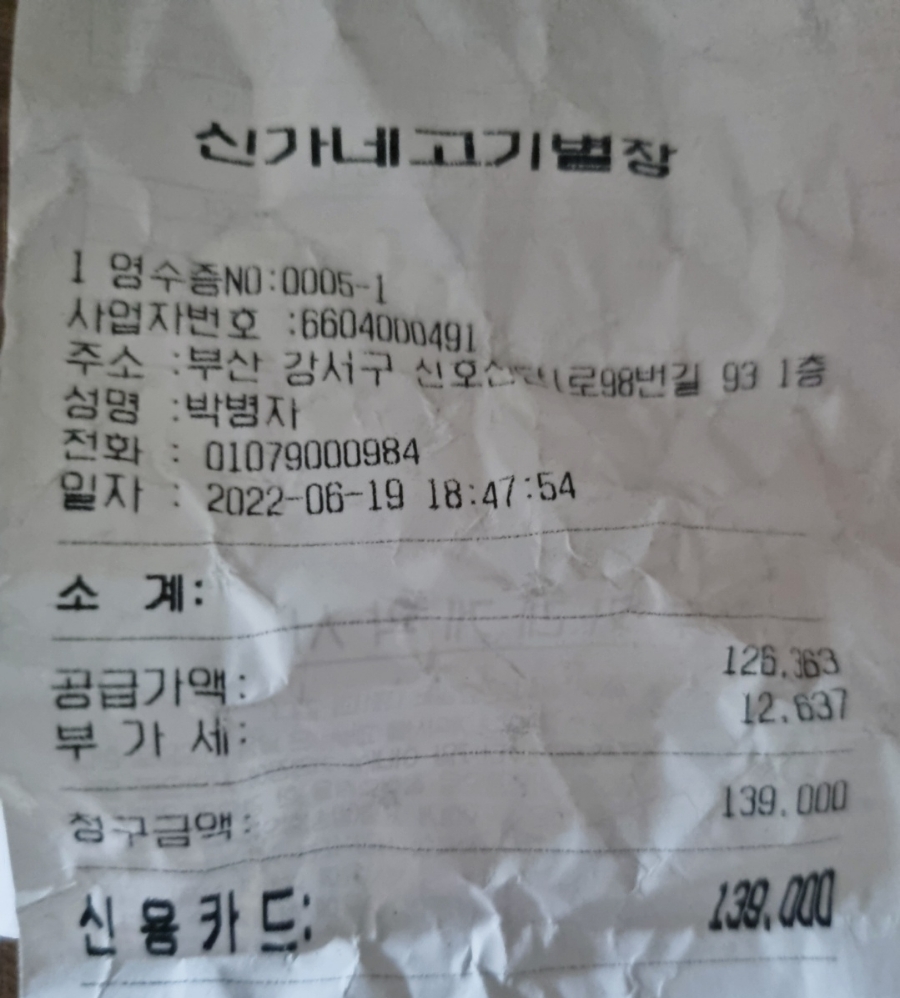 신가네고기별장
1 영수증NO:0005-1
사업자번호 :6604000491
주소 :부산 강서구 98번길 93 1층
성명 :박병자
전화 : 01079000984
일자 : 2022-06-19 18:47:54
소 계:
공급가액: 126,363
부 가 세: 12,637
청구금액: 139,000
신용카드: 139,000